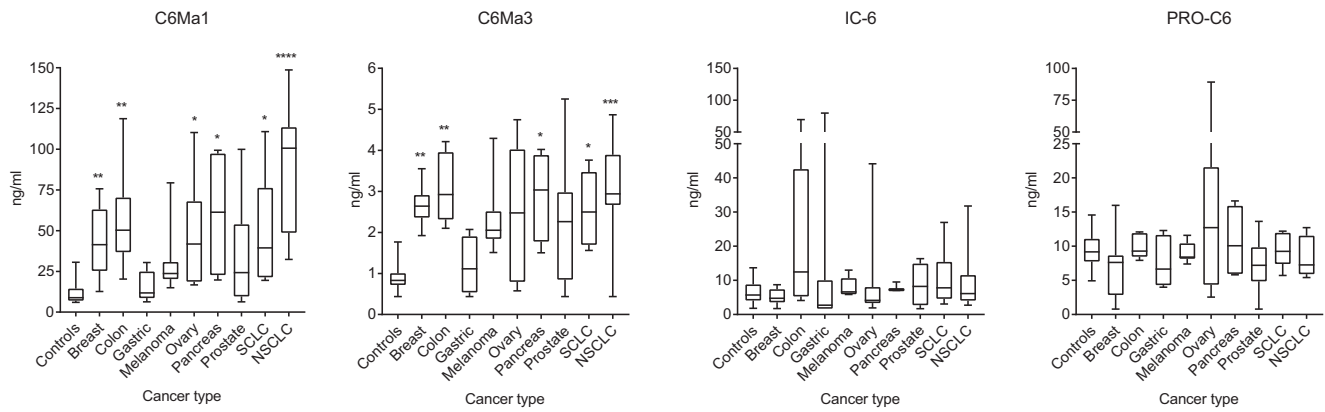 C6Ma1
C6Ma3
IC-6
PRO-C6
ng/ml
150
125
100
75
50
25
0
**
**
*
*
*
****
Controls
Breast
Colon
Gastric
Melanoma
Ovary
Pancreas
Prostate
SCLC
NSCLC
Cancer type
ng/ml
6
5
4
3
2
1
0
**
**
*
*
***
Controls
Breast
Colon
Gastric
Melanoma
Ovary
Pancreas
Prostate
SCLC
NSCLC
Cancer type
ng/ml
150
100
50
50
40
30
20
10
0
Controls
Breast
Colon
Gastric
Melanoma
Ovary
Pancreas
Prostate
SCLC
NSCLC
Cancer type
ng/ml
100
75
50
25
20
15
10
5
0
Controls
Breast
Colon
Gastric
Melanoma
Ovary
Pancreas
Prostate
SCLC
NSCLC
Cancer type